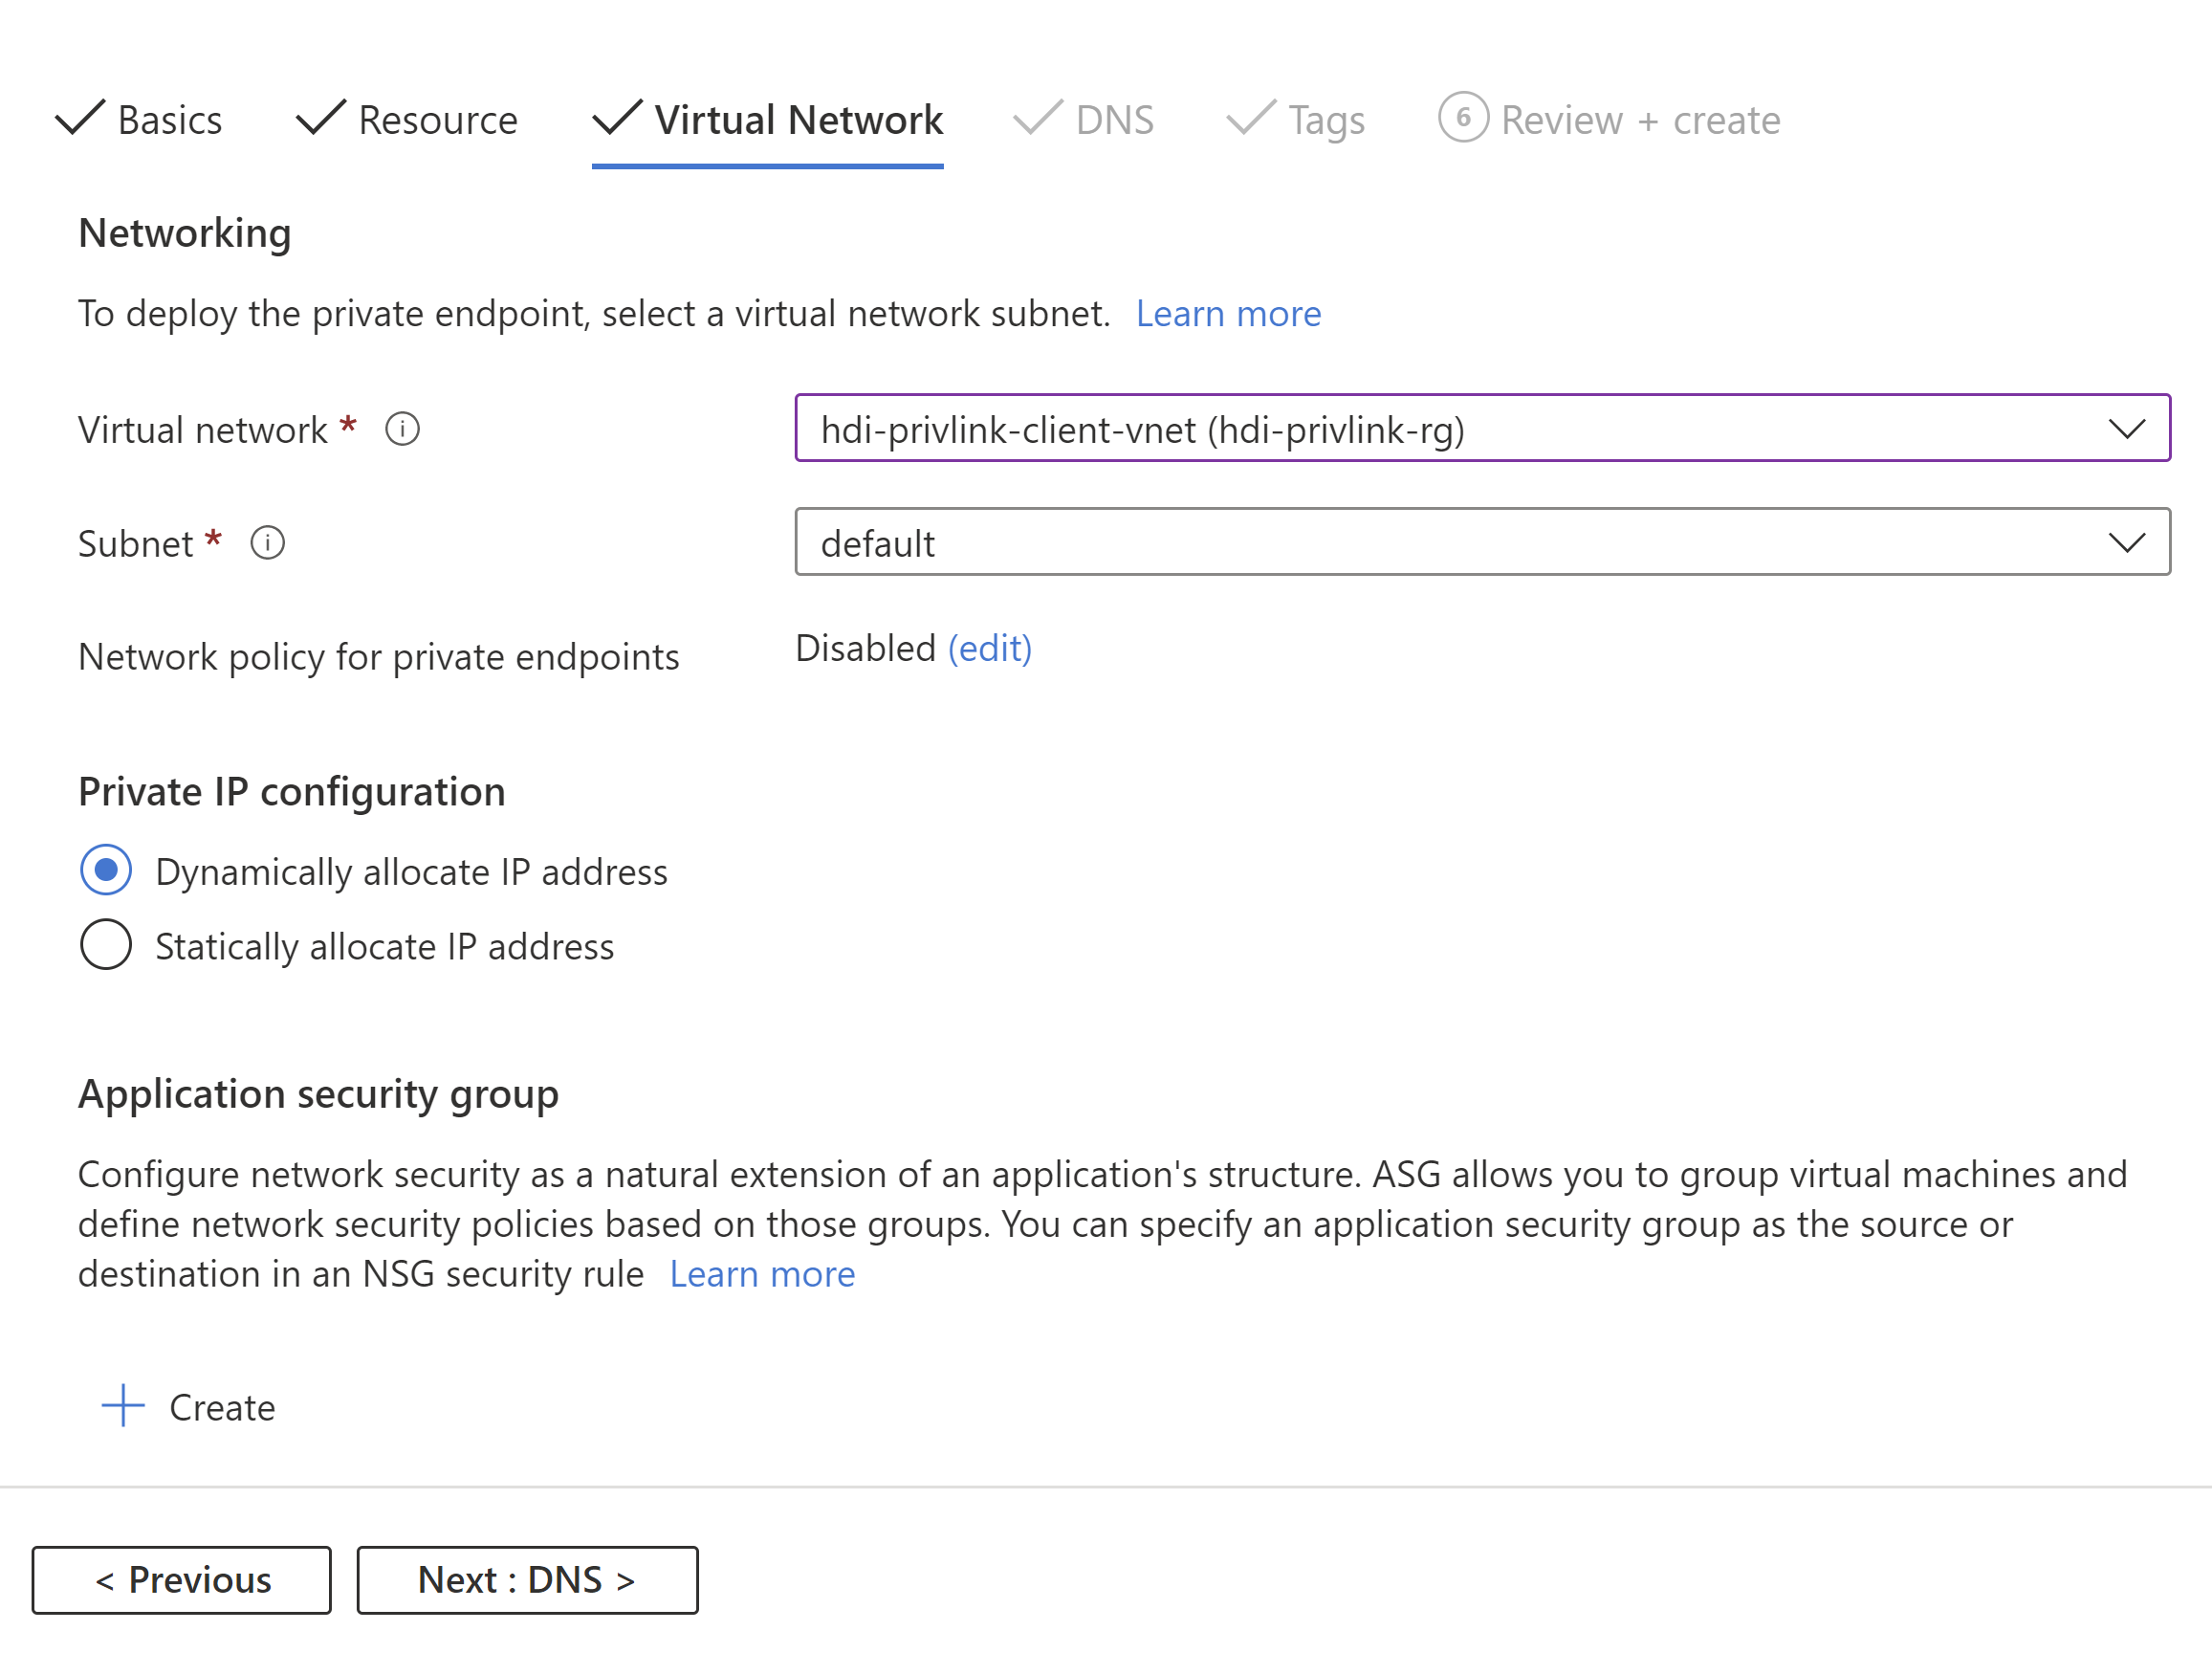 Basics Resource Virtual Network DNS Tags 6 Review + create
Networking
To deploy the private endpoint, select a virtual network subnet. Learn more
Virtual network * hdi-privlink-client-vnet (hdi-privlink-rg)
Subnet * default
Network policy for private endpoints Disabled (edit)
Private IP configuration
Dynamically allocate IP address
Statically allocate IP address
Application security group
Configure network security as a natural extension of an application's structure. ASG allows you to group virtual machines and
define network security policies based on those groups. You can specify an application security group as the source or
destination in an NSG security rule Learn more
Create
< Previous Next : DNS >